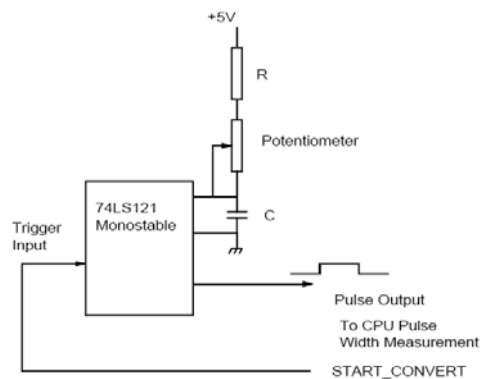 +5V
R
Potentiometer
74LS121
Monostable
C
Trigger
Input
Pulse Output
To CPU Pulse
Width Measurement
START_CONVERT